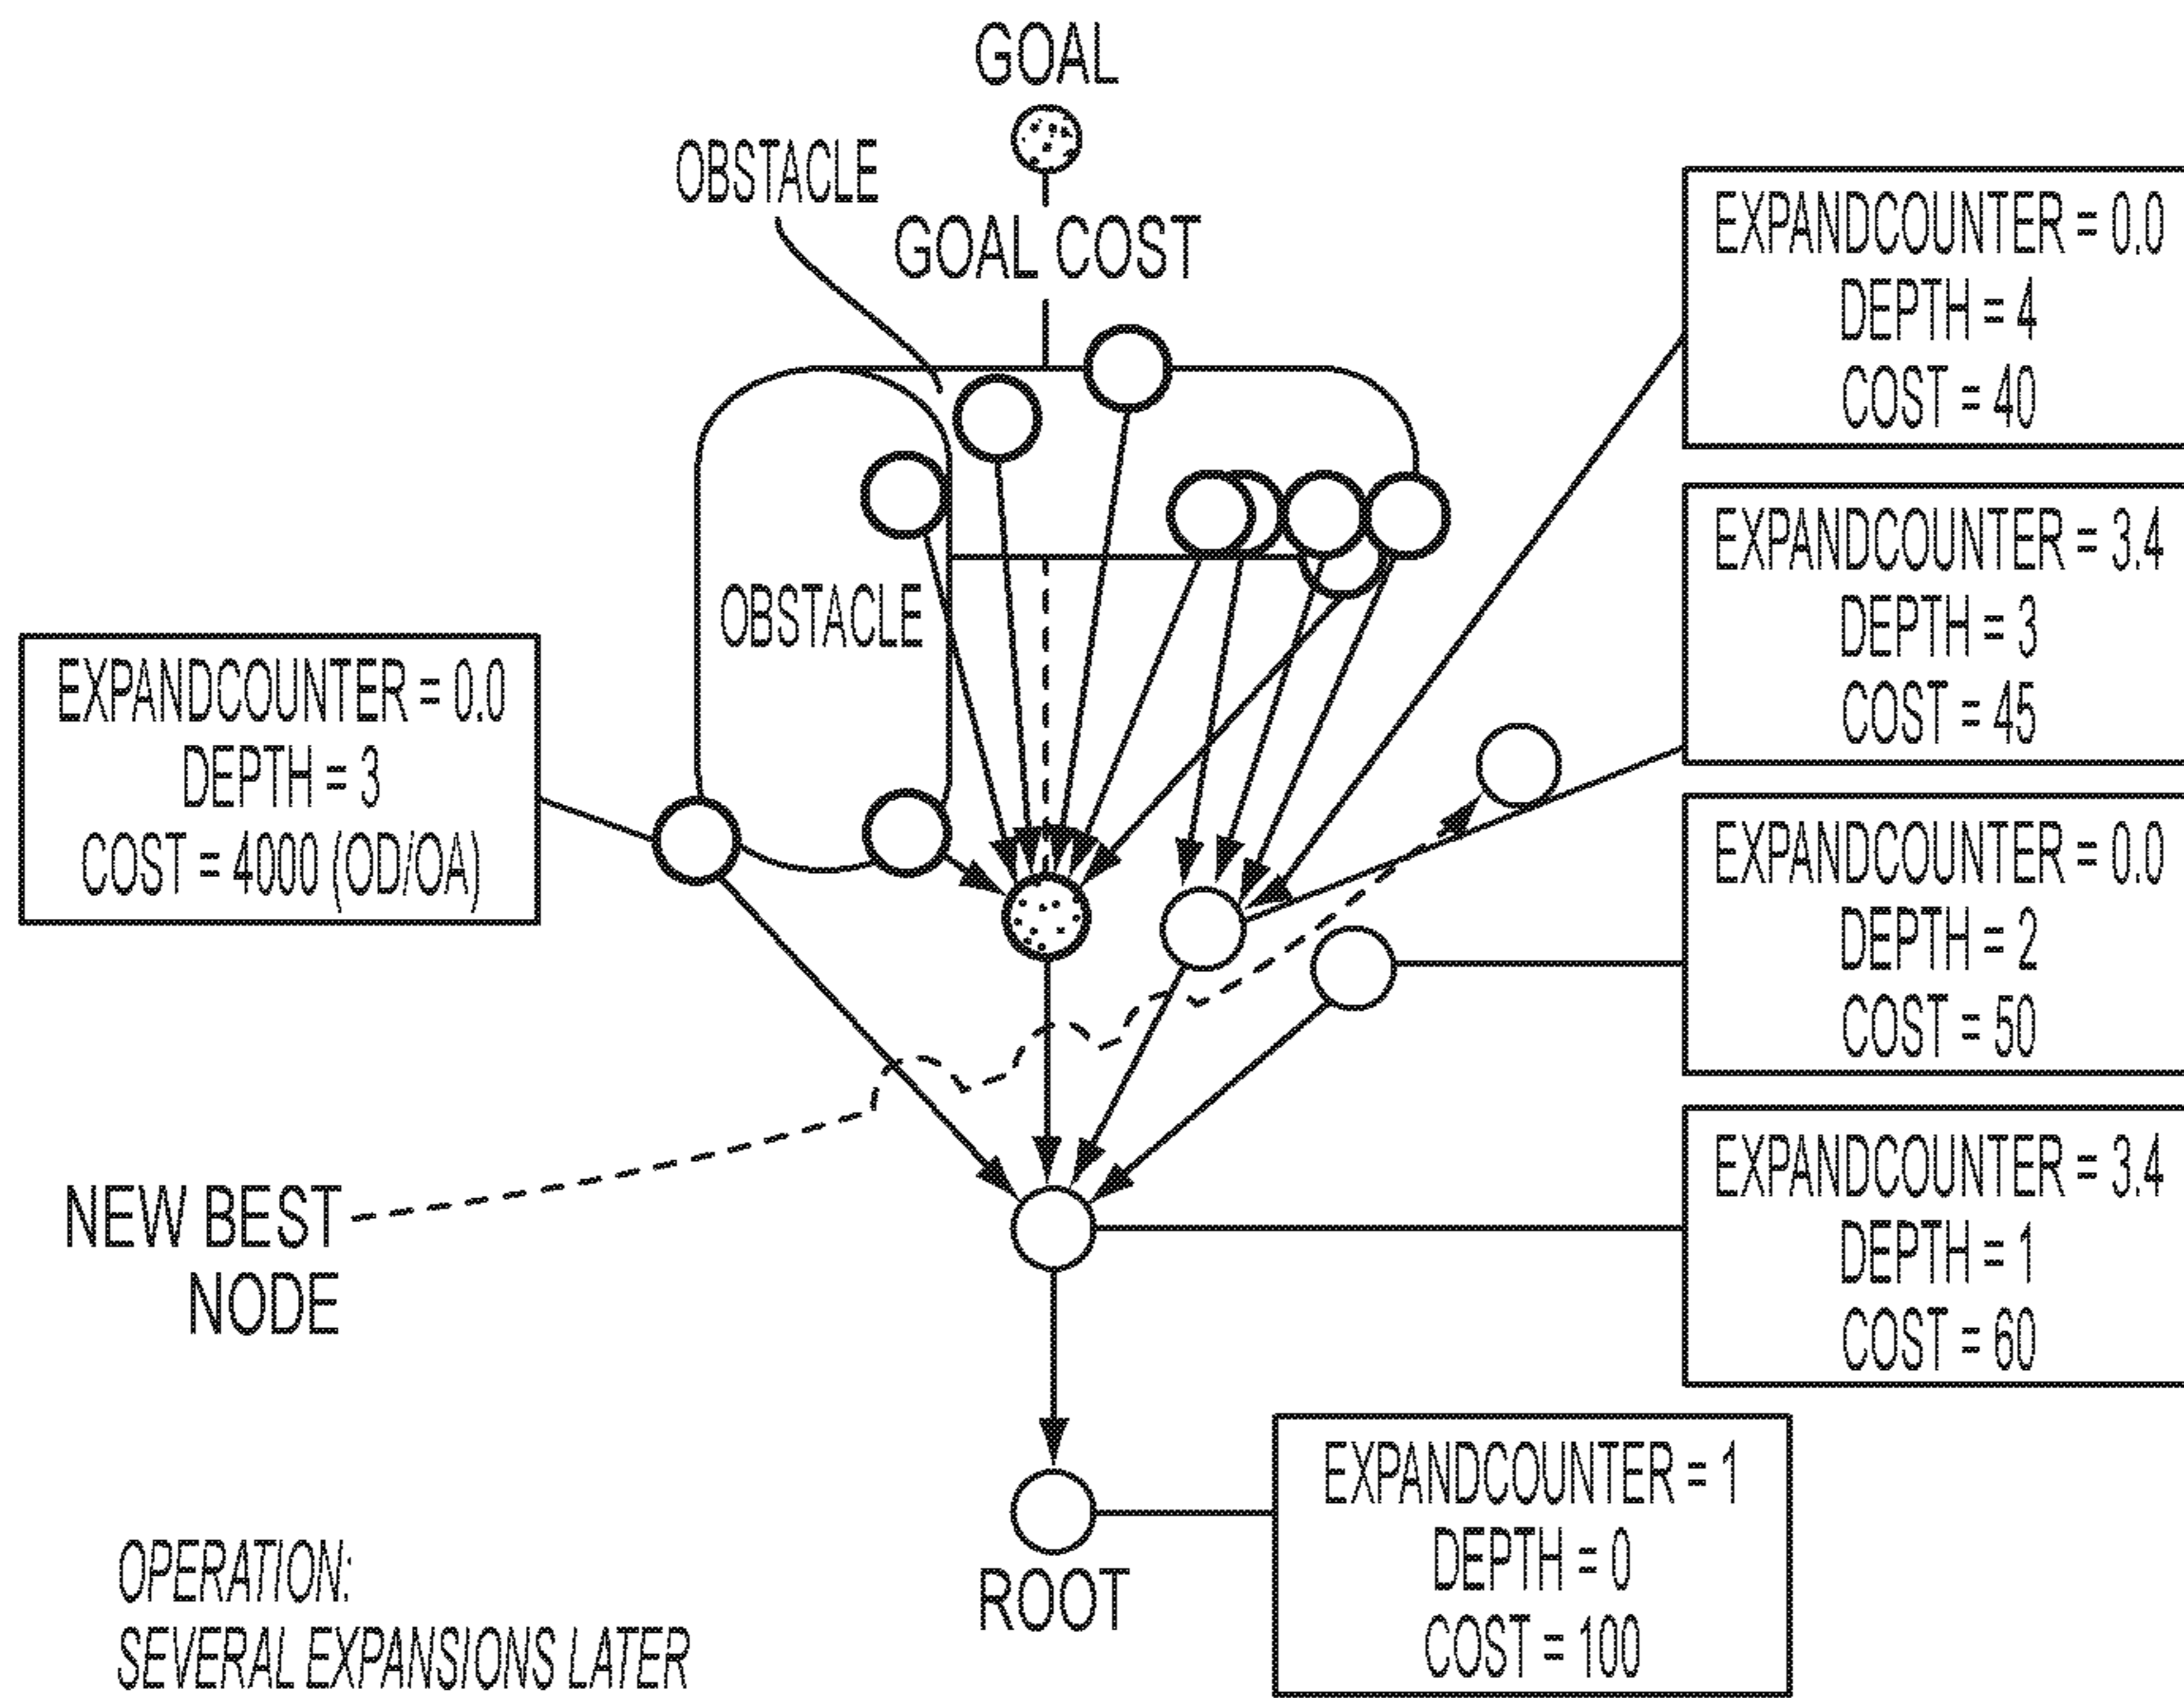 GOAL
OBSTACLE
GOAL COST
EXPANDCOUNTER = 0.0
DEPTH = 4
COST = 40
EXPANDCOUNTER = 3.4
DEPTH = 3
COST = 45
OBSTACLE
EXPANDCOUNTER = 0.0
DEPTH = 3
COST = 4000 (OD/OA)
EXPANDCOUNTER = 0.0
DEPTH = 2
COST = 50
EXPANDCOUNTER = 3.4
DEPTH = 1
COST = 60
NEW BEST
NODE
EXPANDCOUNTER = 1
DEPTH = 0
COST = 100
ROOT
OPERATION:
SEVERAL EXPANSIONS LATER